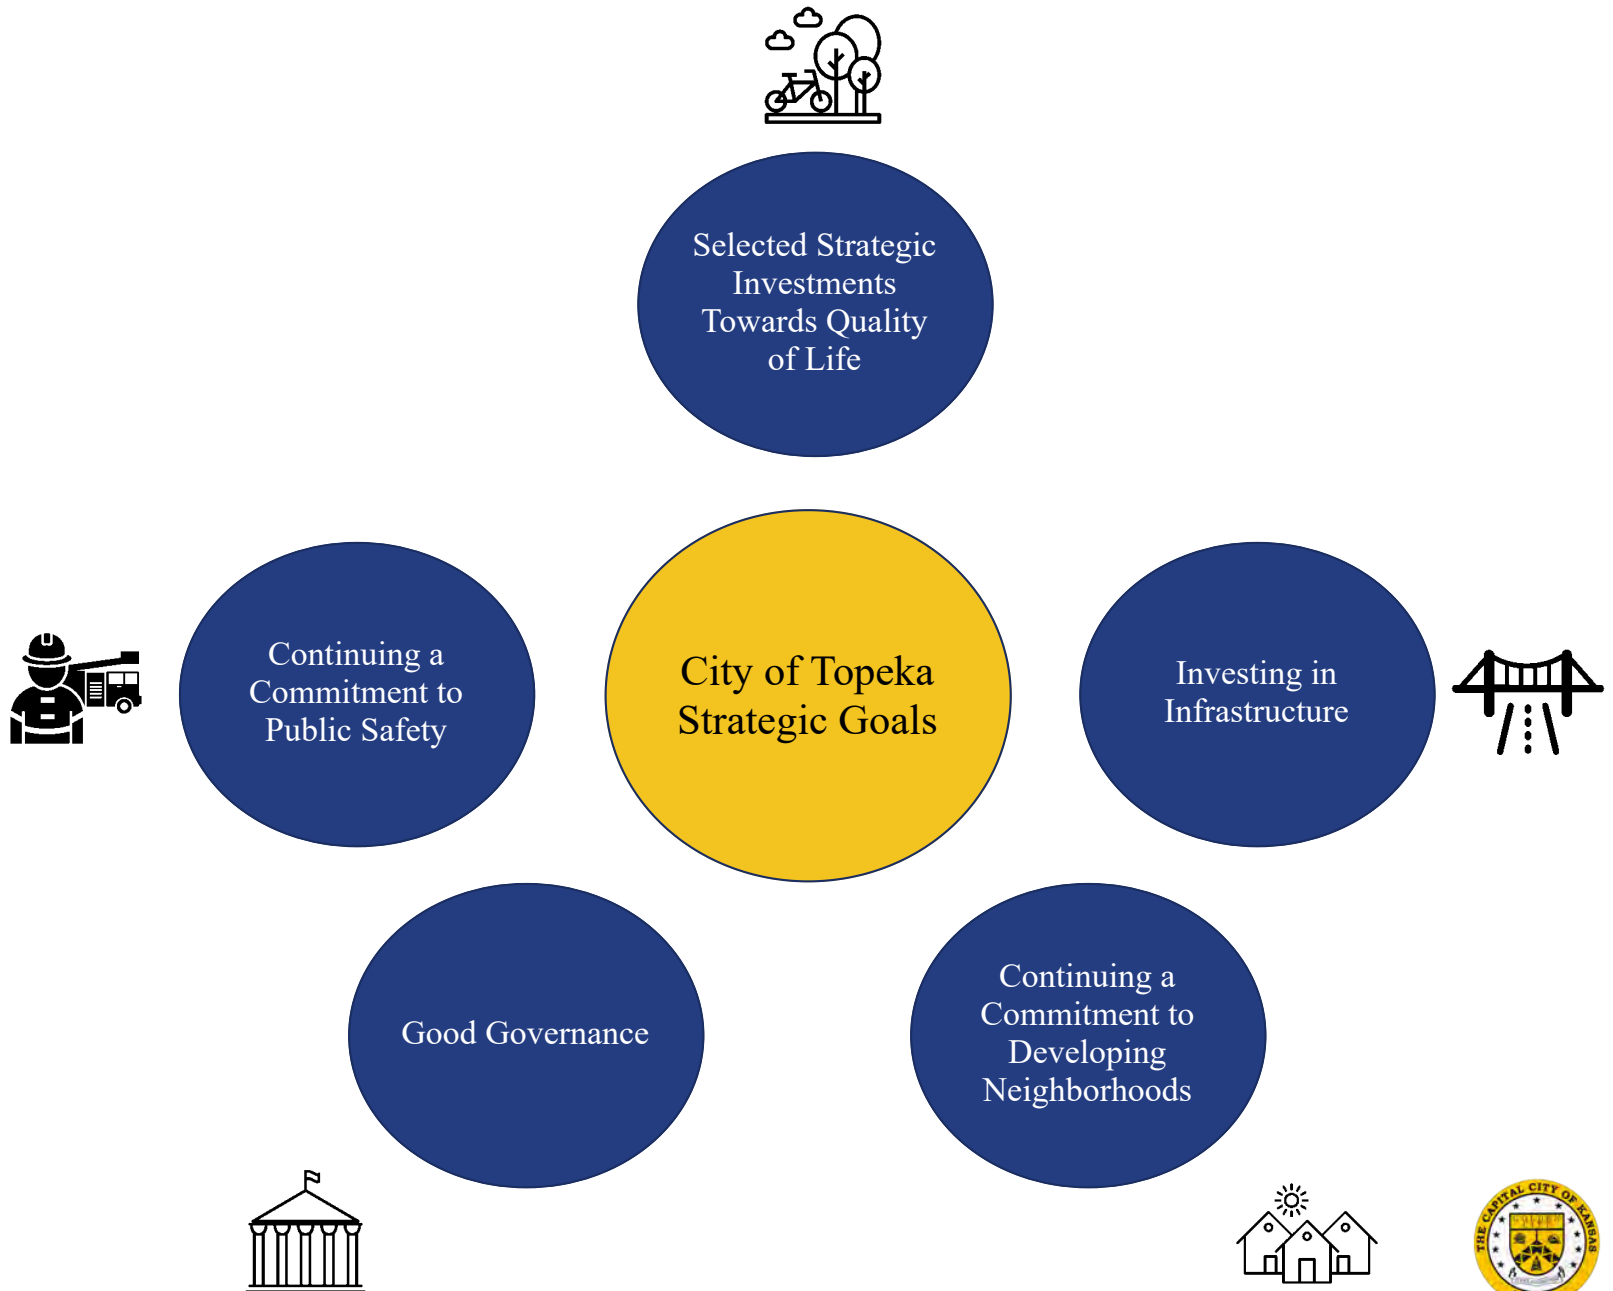 Selected Strategic
Investments
Towards Quality
of Life
Continuing a
Commitment to
Public Safety
City of Topeka
Strategic Goals
Investing in
Infrastructure
Good Governance
Continuing a
Commitment to
Developing
Neighborhoods
THE CAPITAL CITY OF KANSAS